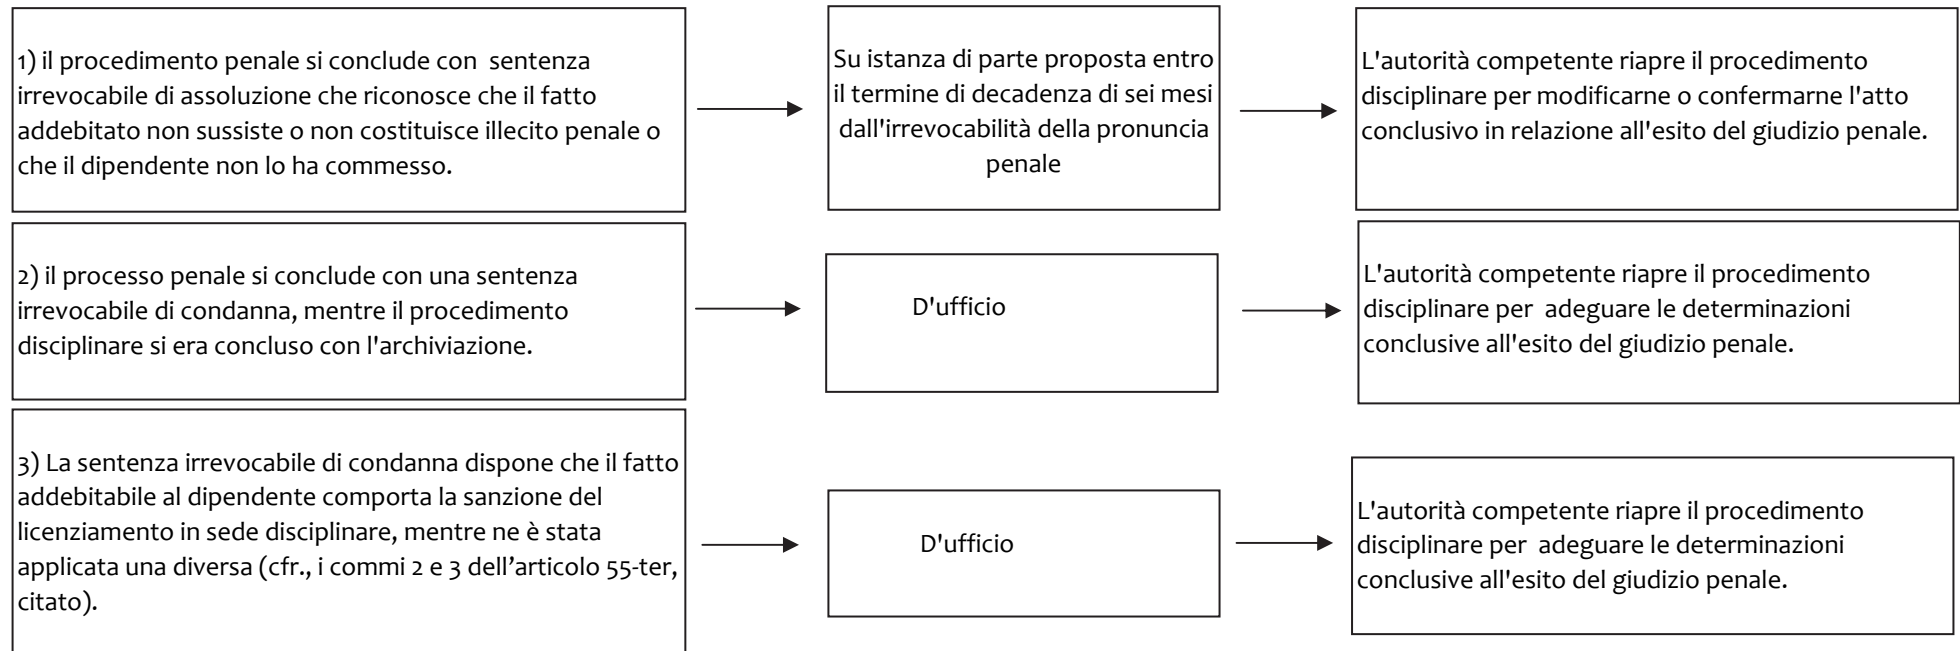 1) il procedimento penale si conclude con sentenza
irrevocabile di assoluzione che riconosce che il fatto
addebitato non sussiste o non costituisce illecito penale o
che il dipendente non lo ha commesso.
Su istanza di parte proposta entro
il termine di decadenza di sei mesi
dall'irrevocabilità della pronuncia
penale
L'autorità competente riapre il procedimento
disciplinare per modificarne o confermarne l'atto
conclusivo in relazione all'esito del giudizio penale.
2) il processo penale si conclude con una sentenza
irrevocabile di condanna, mentre il procedimento
disciplinare si era concluso con l'archiviazione.
D'ufficio
L'autorità competente riapre il procedimento
disciplinare per adeguare le determinazioni
conclusive all'esito del giudizio penale.
3) La sentenza irrevocabile di condanna dispone che il fatto
addebitabile al dipendente comporta la sanzione del
licenziamento in sede disciplinare, mentre ne è stata
applicata una diversa (cfr., i commi 2 e 3 dell’articolo 55-ter,
citato).
D'ufficio
L'autorità competente riapre il procedimento
disciplinare per adeguare le determinazioni
conclusive all'esito del giudizio penale.